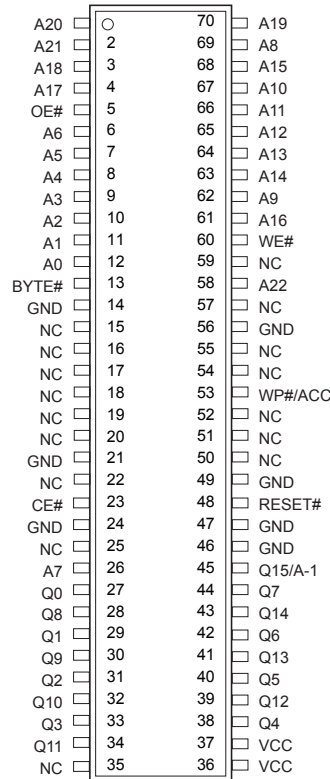 A20 70 A19
A21 2 69 A8
A18 3 68 A15
A17 4 67 A10
OE# 5 66 A11
A6 6 65 A12
A5 7 64 A13
A4 8 63 A14
A3 9 62 A9
A2 10 61 A16
A1 11 60 WE#
A0 12 59 NC
BYTE# 13 58 A22
GND 14 57 NC
NC 15 56 GND
NC 16 55 NC
NC 17 54 NC
NC 18 53 WP#/ACC
NC 19 52 NC
NC 20 51 NC
GND 21 50 NC
NC 22 49 GND
CE# 23 48 RESET#
GND 24 47 GND
NC 25 46 GND
A7 26 45 Q15/A-1
Q0 27 44 Q7
Q8 28 43 Q14
Q1 29 42 Q6
Q9 30 41 Q13
Q2 31 40 Q5
Q10 32 39 Q12
Q3 33 38 Q4
Q11 34 37 VCC
NC 35 36 VCC